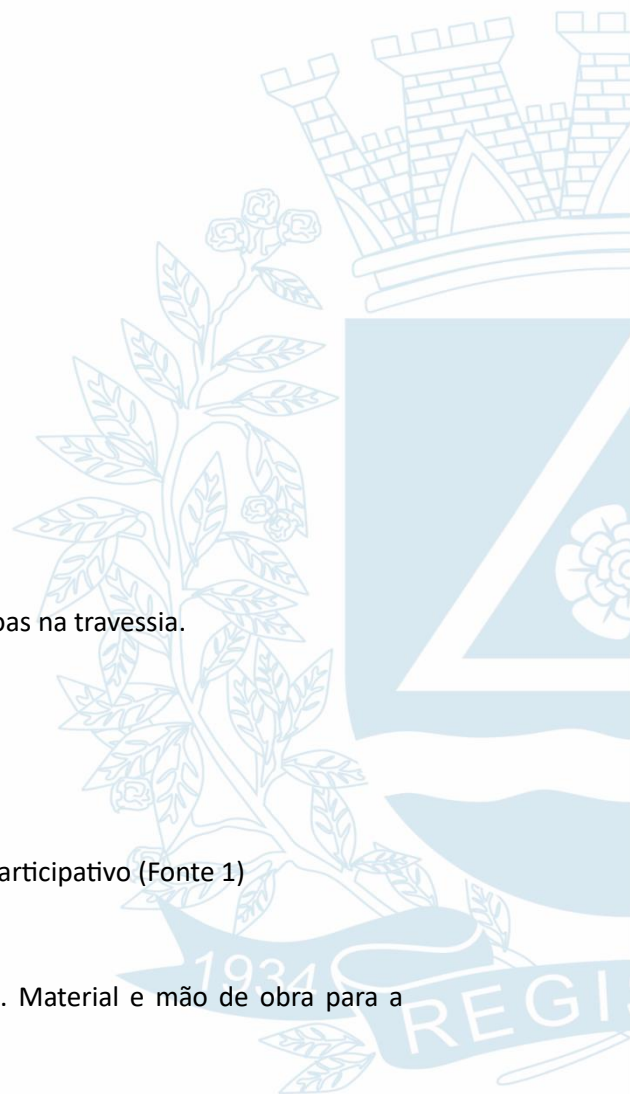 pas na travessia.
articipativo (Fonte 1)
. Material e mão de obra para a
1934
REGI